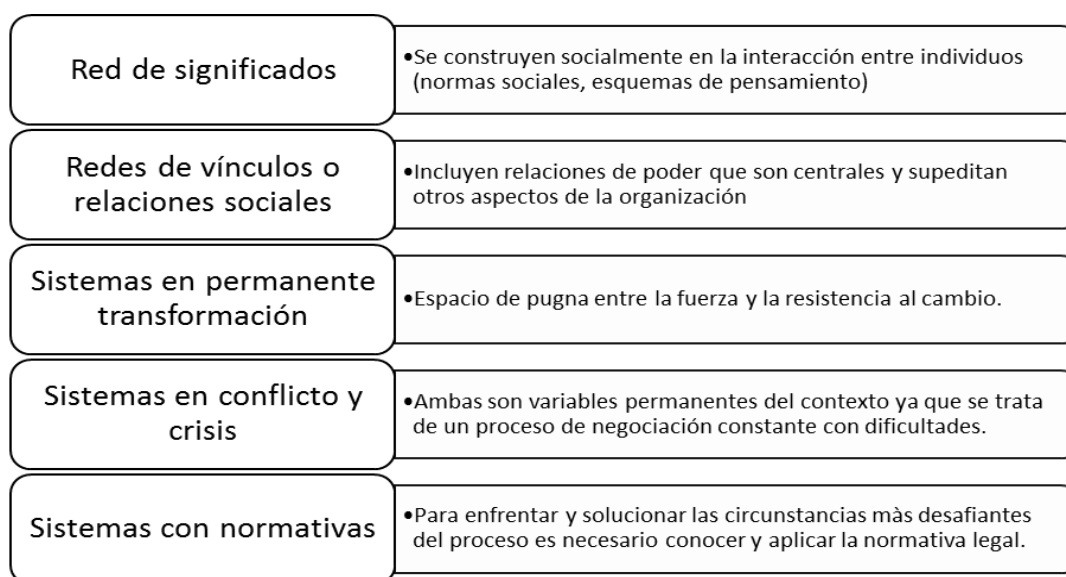 Red de significados
•Se construyen socialmente en la interacción entre individuos
(normas sociales, esquemas de pensamiento)
Redes de vínculos o
relaciones sociales
•Incluyen relaciones de poder que son centrales y supeditan
otros aspectos de la organización
Sistemas en permanente
transformación
•Espacio de pugna entre la fuerza y la resistencia al cambio.
Sistemas en conflicto y
crisis
•Ambas son variables permanentes del contexto ya que se trata
de un proceso de negociación constante con dificultades.
Sistemas con normativas
•Para enfrentar y solucionar las circunstancias màs desafiantes
del proceso es necesario conocer y aplicar la normativa legal.